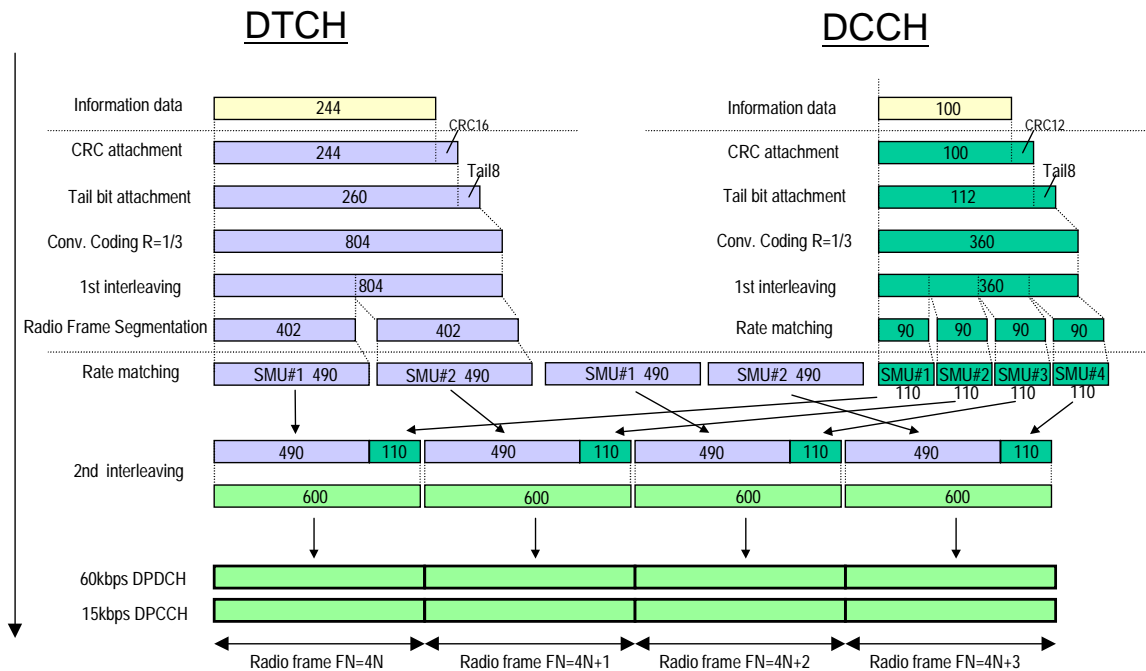 DTCH DCCH
Information data 244 Information data 100
CRC16 CRC12
CRC attachment 244 CRC attachment 100
Tail8 Tail8
Tail bit attachment 260 Tail bit attachment 112
Conv. Coding R=1/3 804 Conv. Coding R=1/3 360
1st interleaving 804 1st interleaving 360
Radio Frame Segmentation 402 402 Rate matching 90 90 90 90
Rate matching SMU#1 490 SMU#2 490 SMU#1 490 SMU#2 490 SMU#1 SMU#2 SMU#3 SMU#4
110 110 110 110
490 110 490 110 490 110 490 110
2nd interleaving
600 600 600 600
60kbps DPDCH
15kbps DPCCH
Radio frame FN=4N Radio frame FN=4N+1 Radio frame FN=4N+2 Radio frame FN=4N+3